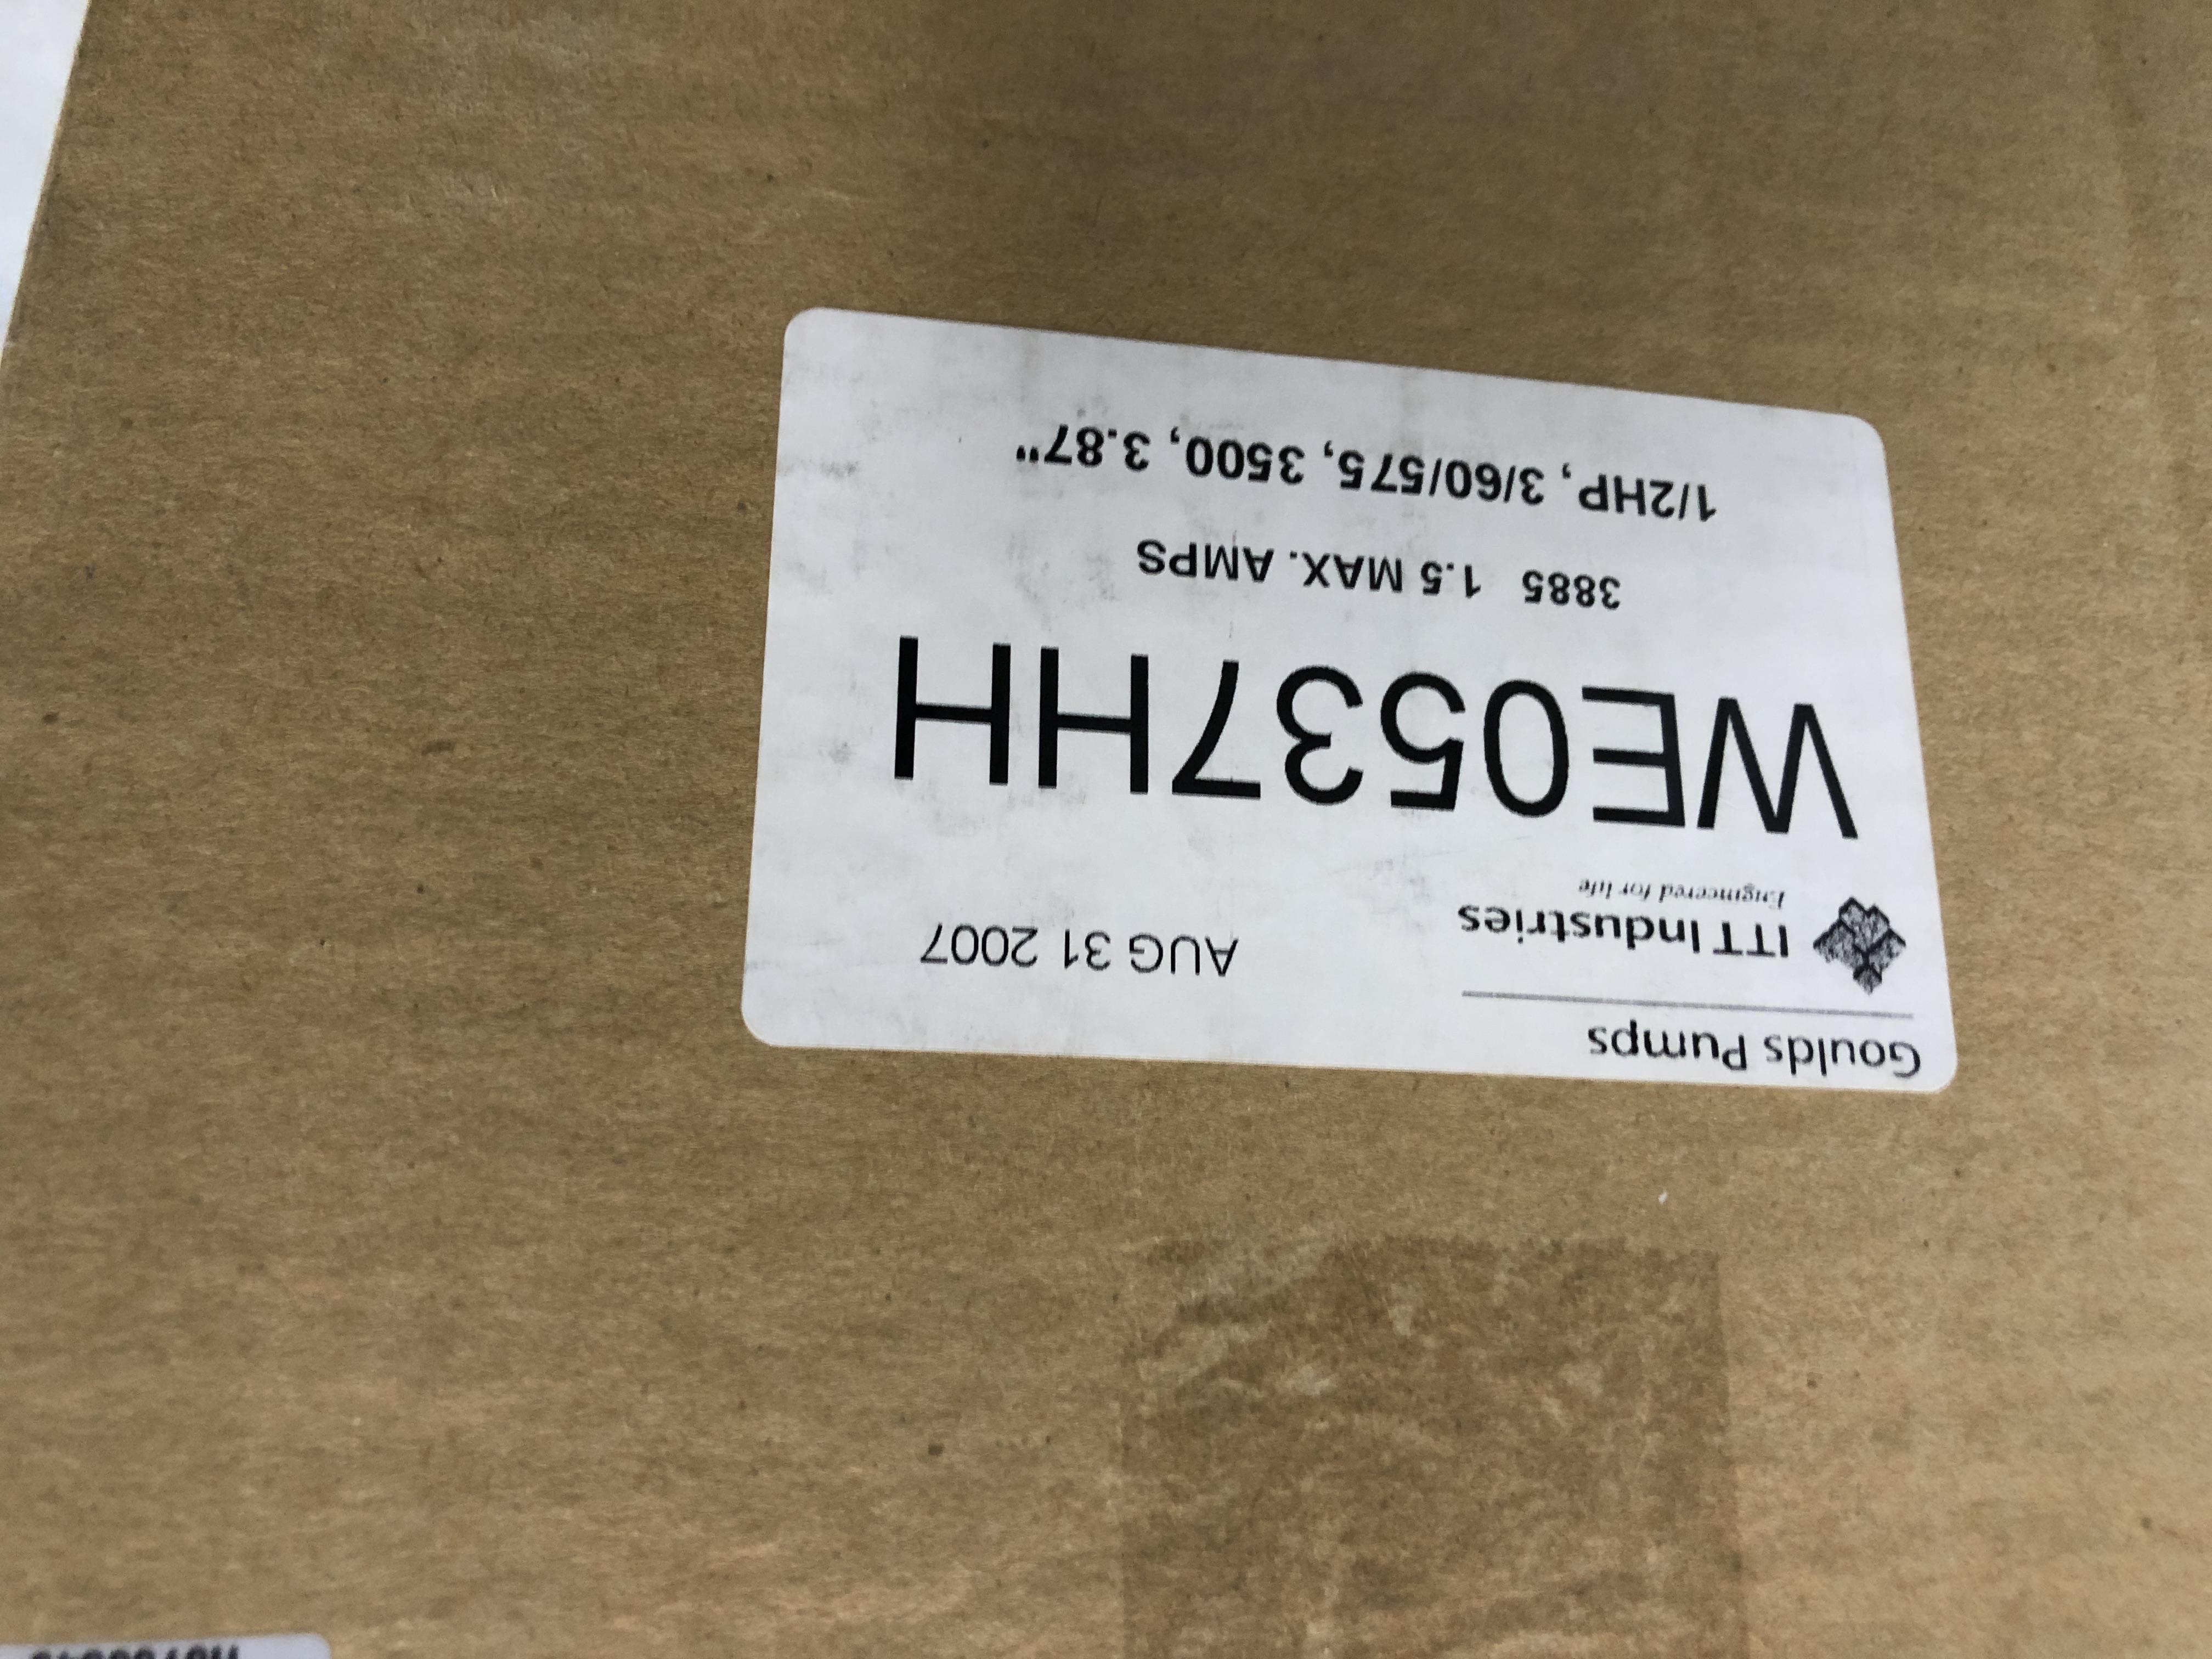 Goulds Pumps
ITT Industries
Engineered for life
AUG 31 2007
WE0537HH
3885 1.5 MAX. AMPS
1/2HP, 3/60/575, 3500, 3.87"